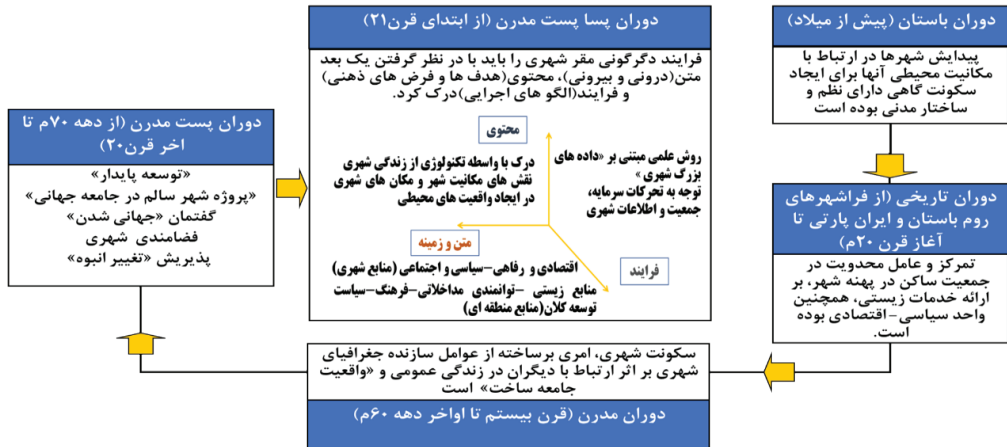 دوران باستان (پیش از میلاد)
پیدایش شهرها در ارتباط با
مکانیت محیطی آنها برای ایجاد
سکونت گاهی دارای نظم و
ساختار مدنی بوده است
دوران تاریخی (از فراشهرهای
روم باستان و ایران پارتی تا
آغاز قرن ۲۰م)
تمرکز و عامل محدویت در
جمعیت ساکن در پهنه شهر، بر
ارائه خدمات زیستی، همچنین
واحد سیاسی-اقتصادی بوده
است.
سکونت شهری، امری برساخته از عوامل سازنده جغرافیای
شهری بر اثر ارتباط با دیگران در زندگی عمومی و «واقعیت
جامعه ساخت» است
دوران مدرن (قرن بیستم تا اواخر دهه ۶۰م)
دوران پست مدرن (از دهه ۷۰م تا
اخر قرن۲۰)
«توسعه پایدار»
«پروژه شهر سالم در جامعه جهانی»
گفتمان «جهانی شدن»
فضامندی شهری
پذیریش «تغییر انبوه»
دوران پسا پست مدرن (از ابتدای قرن۲۱)
فرایند دگرگونی مقر شهری را باید با در نظر گرفتن یک بعد
متن(درونی و بیرونی)، محتوی(هدف ها و فرض های ذهنی)
و فرایند(الگو های اجرایی)درک کرد.
محتوی
درک با واسطه تکنولوژی از زندگی شهری
نقش های مکانیت شهر و مکان های شهری
در ایجاد واقعیت های محیطی
روش علمی مبتنی بر «داده های
بزرگ شهری »
توجه به تحرکات سرمایه،
جمعیت و اطلاعات شهری
متن و زمینه
فرایند
اقتصادی و رفاهی-سیاسی و اجتماعی (منابع شهری)
منابع زیستی -توانمندی مداخلاتی-فرهنگ-سیاست
توسعه کلان(منابع منطقه ای)